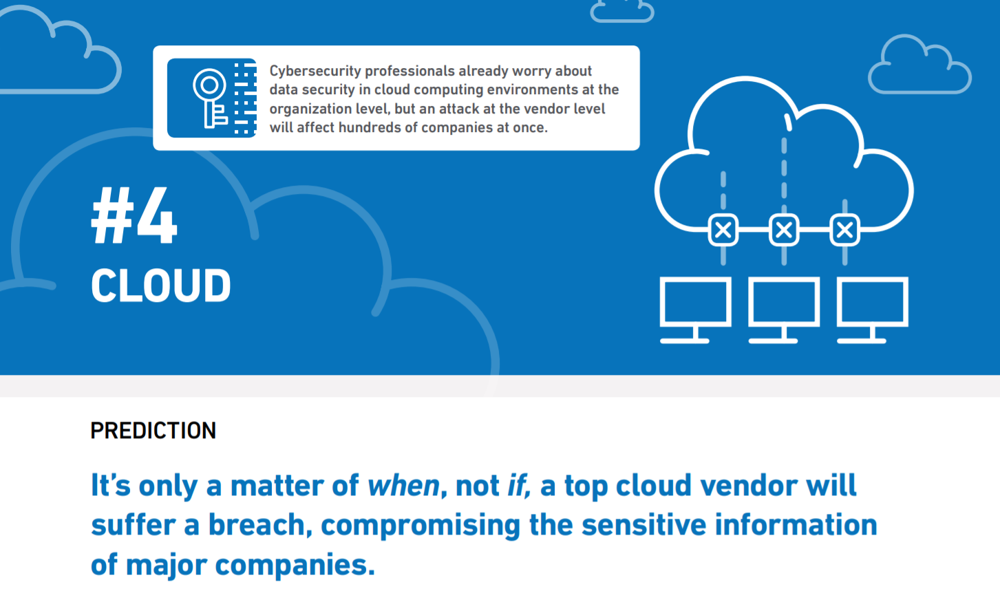 Cybersecurity professionals already worry about
data security in cloud computing environments at the
organization level, but an attack at the vendor level
will affect hundreds of companies at once.
#4
CLOUD
PREDICTION
It’s only a matter of when, not if, a top cloud vendor will
suffer a breach, compromising the sensitive information
of major companies.